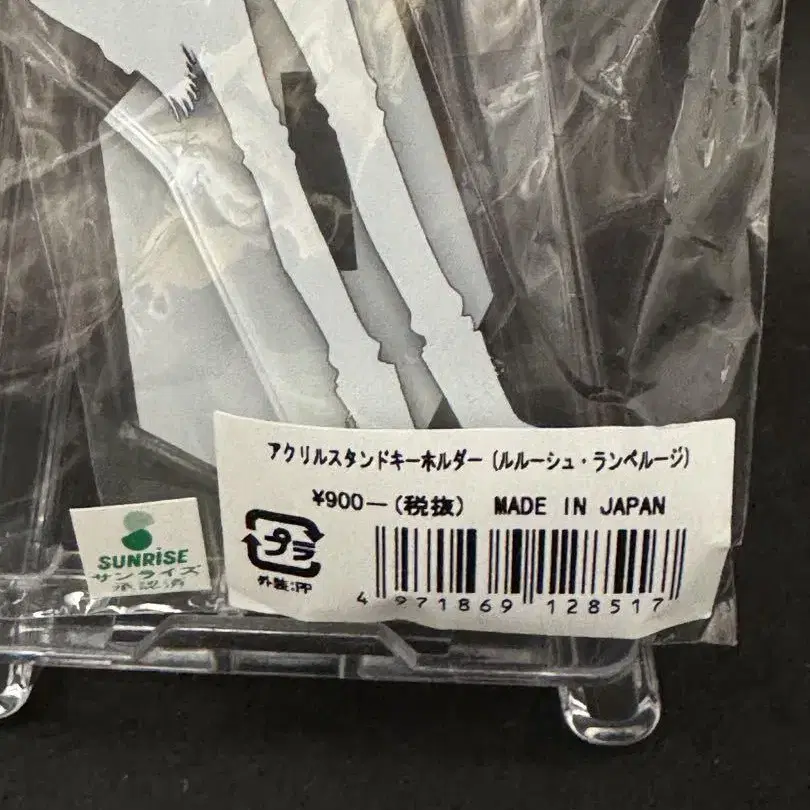 アクリルスタンドキーホルダー (ルルーシュ・ランペルージ)
¥900—(税抜) MADE IN JAPAN
プラ
外装:PP
4 971869 128517
SUNRISE
サンライズ
承認済